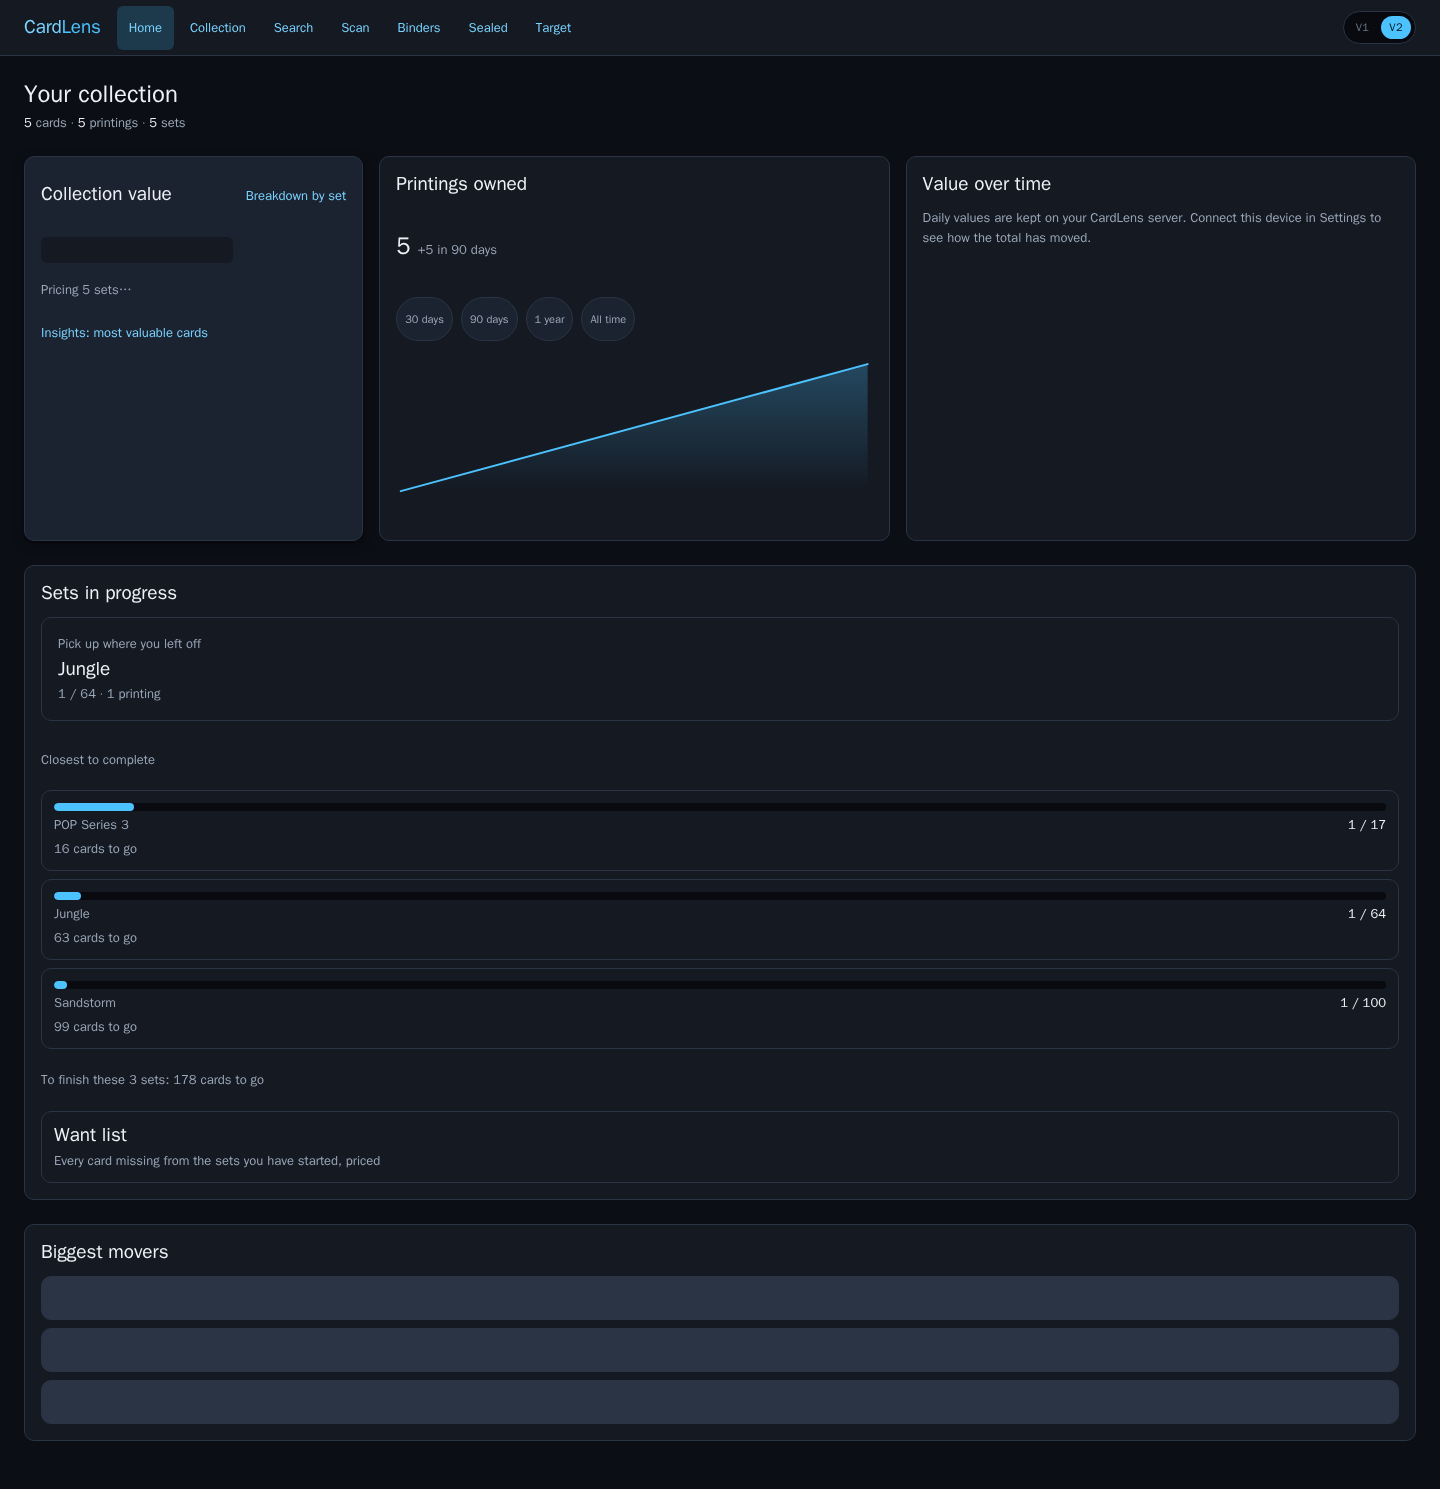 CardLens Home Collection Search Scan Binders Sealed Target V1 V2
Your collection
5 cards · 5 printings · 5 sets
Collection value Breakdown by set
Pricing 5 sets…
Insights: most valuable cards
Printings owned
5 +5 in 90 days
30 days 90 days 1 year All time
Value over time
Daily values are kept on your CardLens server. Connect this device in Settings to
see how the total has moved.
Sets in progress
Pick up where you left off
Jungle
1 / 64 · 1 printing
Closest to complete
POP Series 3 1 / 17
16 cards to go
Jungle 1 / 64
63 cards to go
Sandstorm 1 / 100
99 cards to go
To finish these 3 sets: 178 cards to go
Want list
Every card missing from the sets you have started, priced
Biggest movers